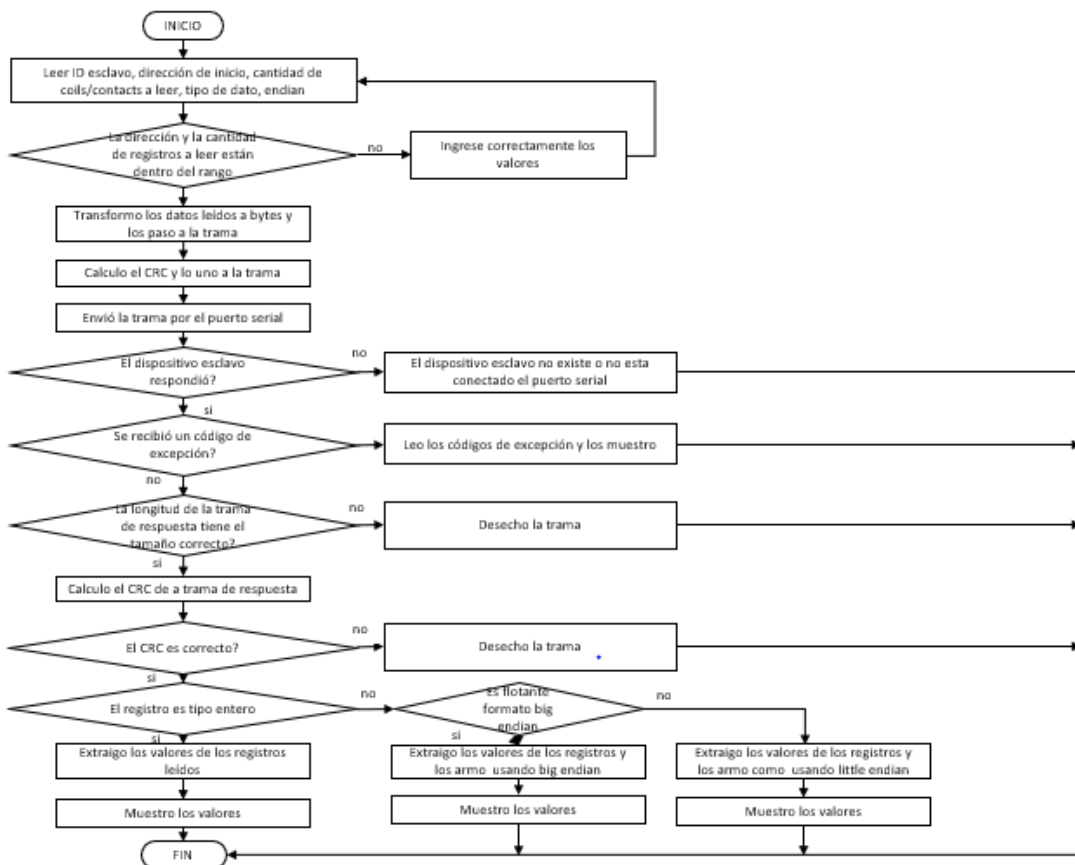 INICIO
Leer ID esclavo, dirección de inicio, cantidad de
coils/contacts a leer, tipo de dato, endian
La dirección y la cantidad
de registros a leer están
dentro del rango
no
Ingrese correctamente los
valores
Transformo los datos leídos a bytes y
los paso a la trama
Calculo el CRC y lo uno a la trama
Envió la trama por el puerto serial
El dispositivo esclavo
respondió?
no
El dispositivo esclavo no existe o no esta
conectado el puerto serial
si
Se recibió un código de
excepción?
Leo los códigos de excepción y los muestro
no
La longitud de la trama
de respuesta tiene el
tamaño correcto?
no
Desecho la trama
si
Calculo el CRC de a trama de respuesta
El CRC es correcto?
no
Desecho la trama
si
El registro es tipo entero
no
Es flotante
formato big
endian
no
si
si
Extraigo los valores de los registros
leídos
Extraigo los valores de los registros y
los armo usando big endian
Extraigo los valores de los registros y
los armo como usando little endian
Muestro los valores
Muestro los valores
Muestro los valores
FIN